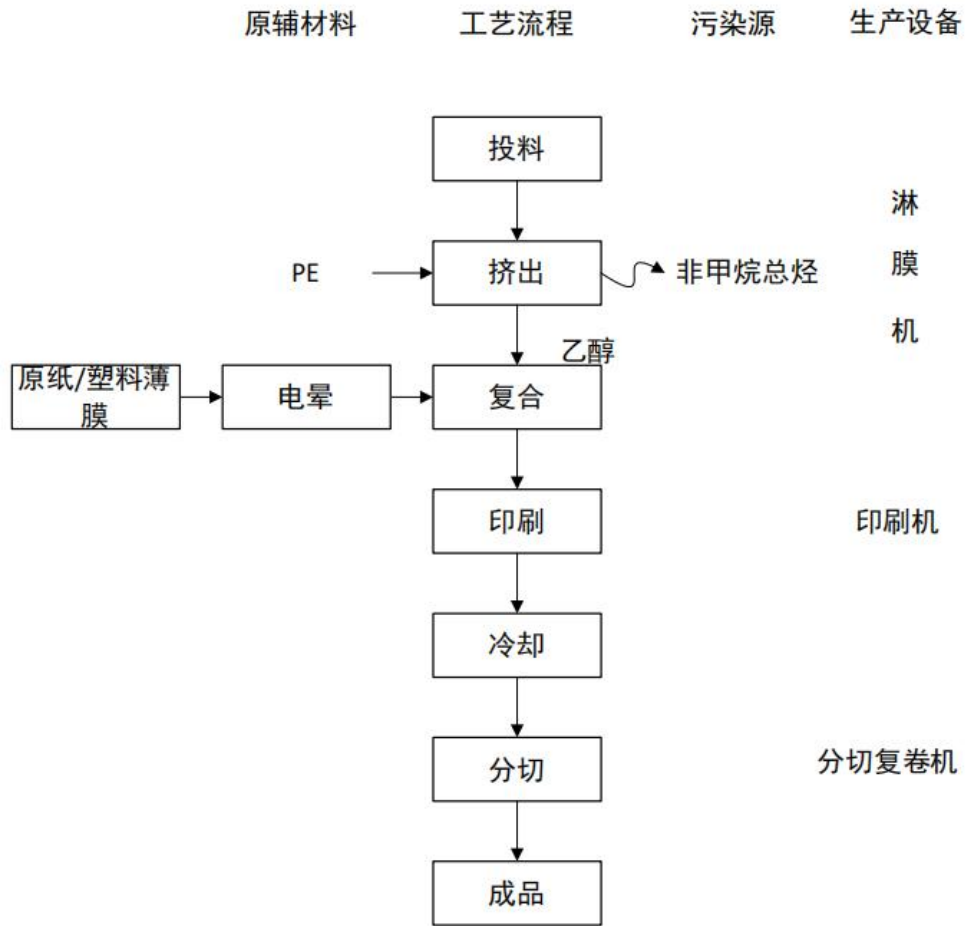 原辅材料 工艺流程 污染源 生产设备
投料
淋
膜
机
PE 挤出 非甲烷总烃
乙醇
原纸/塑料薄
膜
电晕 复合
印刷 印刷机
冷却
分切 分切复卷机
成品